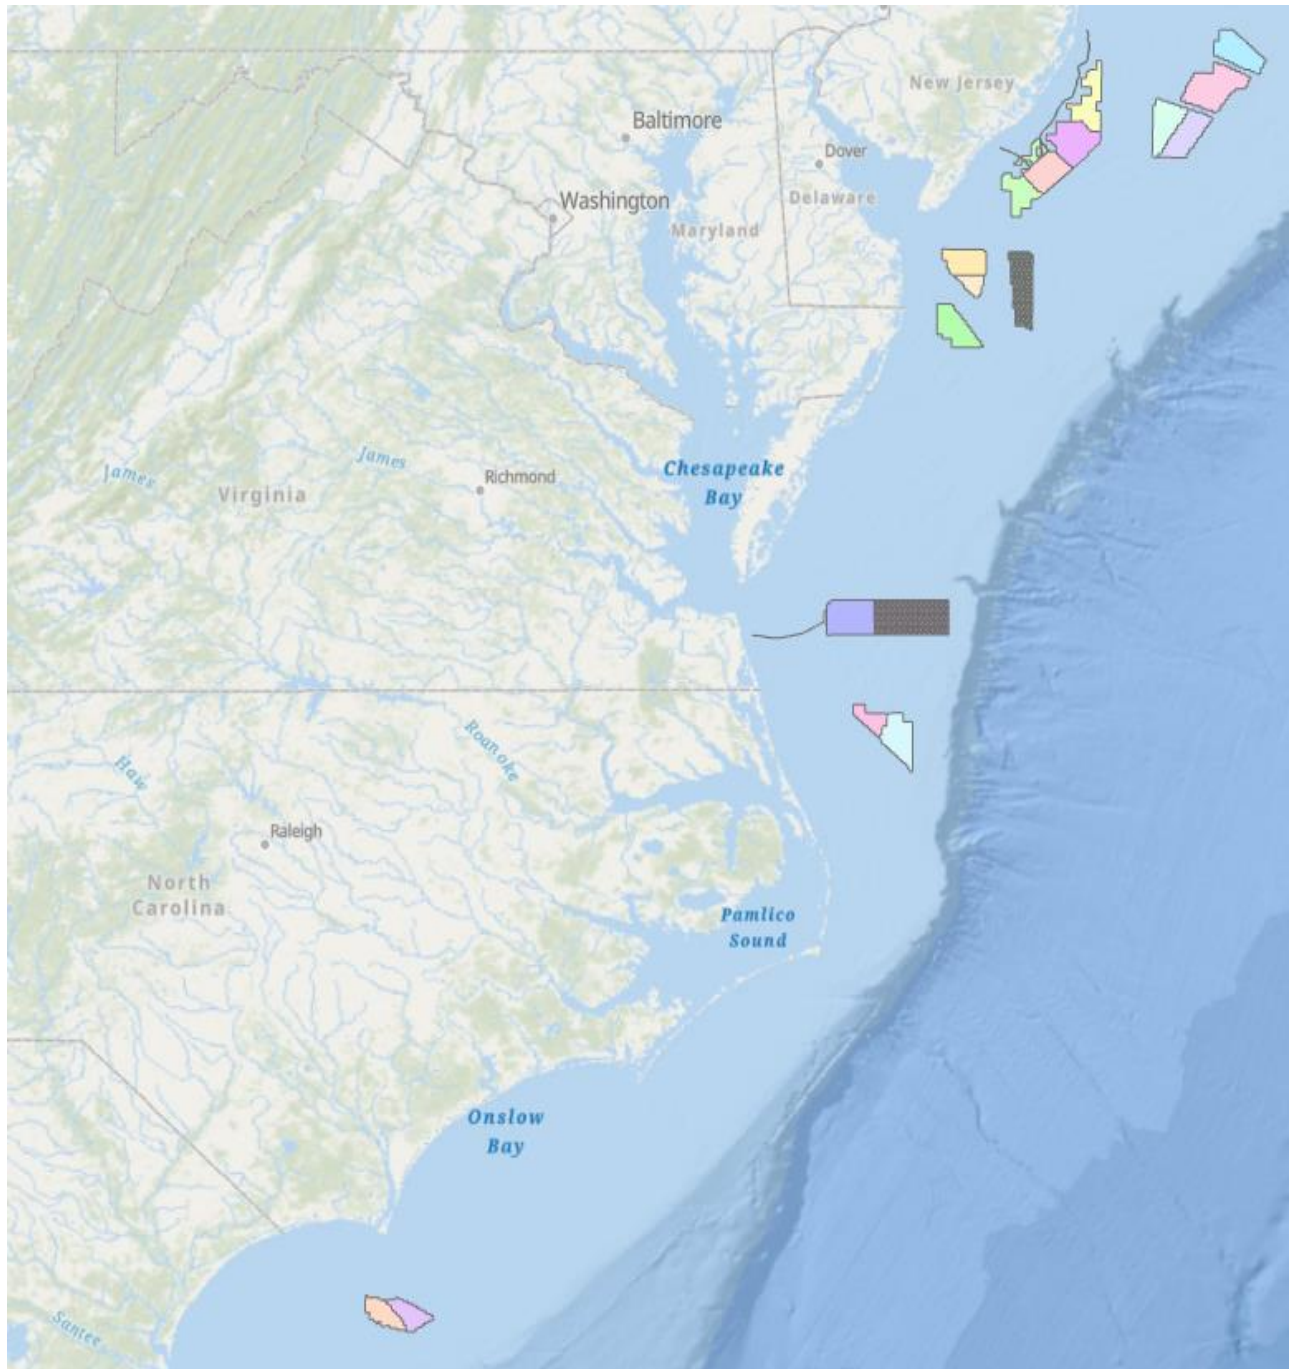 New Jersey
Baltimore
Dover
Washington
Delaware
Maryland
James
James
Chesapeake
Bay
Richmond
Virginia
Roanoke
Haw
Raleigh
North
Carolina
Pamlico
Sound
Onslow
Bay
Santee